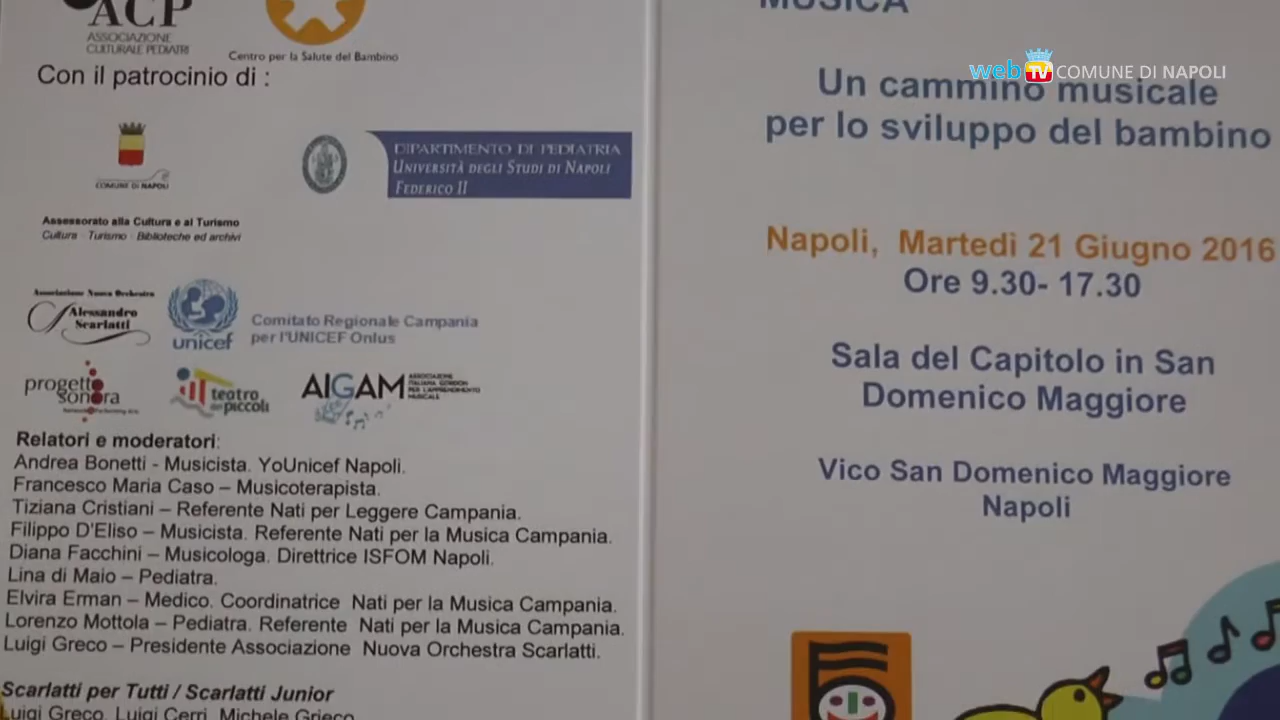 ACP
ASSOCIAZIONE
CULTURALE PEDIATRI
Centro per la Salute del Bambino
Con il patrocinio di :
COMUNE DI NAPOLI
DIPARTIMENTO DI PEDIATRIA
UNIVERSITÀ DEGLI STUDI DI NAPOLI
FEDERICO II
Assessorato alla Cultura e al Turismo
Cultura - Turismo - Biblioteche ed archivi
Associazione Nuova Orchestra
Alessandro
Scarlatti
unicef
Comitato Regionale Campania
per l'UNICEF Onlus
progetto
sonora
teatro
dei piccoli
AIGAM
ASSOCIAZIONE
ITALIANA GORDON
PER L'APPRENDIMENTO
MUSICALE
Relatori e moderatori:
Andrea Bonetti - Musicista. YoUnicef Napoli.
Francesco Maria Caso – Musicoterapista.
Tiziana Cristiani – Referente Nati per Leggere Campania.
Filippo D'Eliso – Musicista. Referente Nati per la Musica Campania.
Diana Facchini – Musicologa. Direttrice ISFOM Napoli.
Lina di Maio – Pediatra.
Elvira Erman – Medico. Coordinatrice Nati per la Musica Campania.
Lorenzo Mottola – Pediatra. Referente Nati per la Musica Campania.
Luigi Greco – Presidente Associazione Nuova Orchestra Scarlatti.
Scarlatti per Tutti / Scarlatti Junior
Luigi Greco, Luigi Cerri, Michele Grieco
MUSICA
web TV COMUNE DI NAPOLI
Un cammino musicale
per lo sviluppo del bambino
Napoli, Martedì 21 Giugno 2016
Ore 9.30- 17.30
Sala del Capitolo in San
Domenico Maggiore
Vico San Domenico Maggiore
Napoli